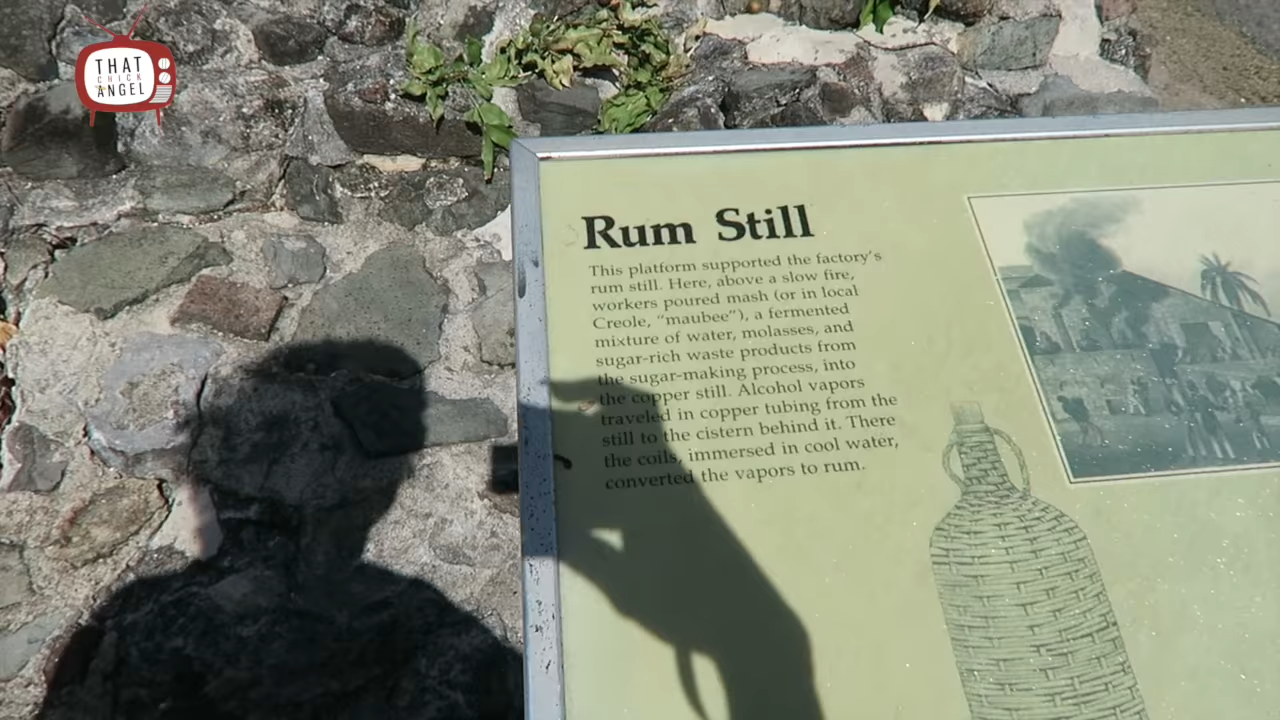 THAT
CHICK
ANGEL
Rum Still
This platform supported the factory's
rum still. Here, above a slow fire,
workers poured mash (or in local
Creole, "maubee"), a fermented
mixture of water, molasses, and
sugar-rich waste products from
the sugar-making process, into
the copper still. Alcohol vapors
traveled in copper tubing from the
still to the cistern behind it. There
the coils, immersed in cool water,
converted the vapors to rum.